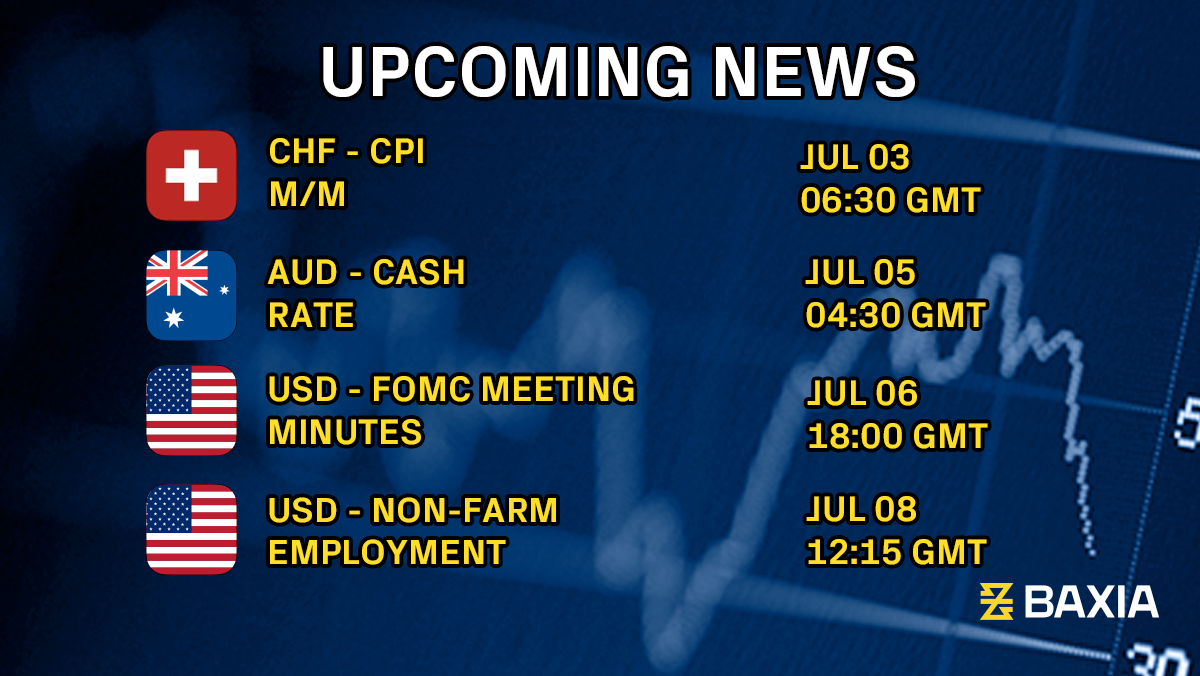 UPCOMING NEWS
CHF - CPI
M/M
JUL 03
06:30 GMT
AUD - CASH
RATE
JUL 05
04:30 GMT
USD - FOMC MEETING
MINUTES
JUL 06
18:00 GMT
USD - NON-FARM
EMPLOYMENT
JUL 08
12:15 GMT
BAXIA
30